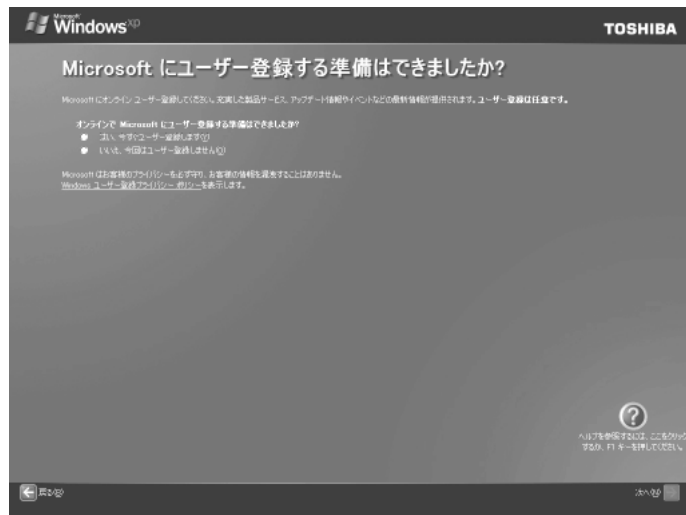 Microsoft
Windows xp
TOSHIBA
Microsoft にユーザー登録する準備はできましたか?
Microsoft にオンライン ユーザー登録してください。充実した製品サービス、アップデート情報やイベントなどの最新情報が提供されます。ユーザー登録は任意です。
オンラインで Microsoft にユーザー登録する準備はできましたか?
はい、今すぐユーザー登録します(Y)
いいえ、今回はユーザー登録しません(O)
Microsoft はお客様のプライバシーを必ず守り、お客様の情報を漏洩することはありません。
Windows ユーザー登録プライバシー ポリシーを表示します。
?
ヘルプを参照するには、ここをクリック
するか、F1 キーを押してください。
戻る(B)
次へ(N)